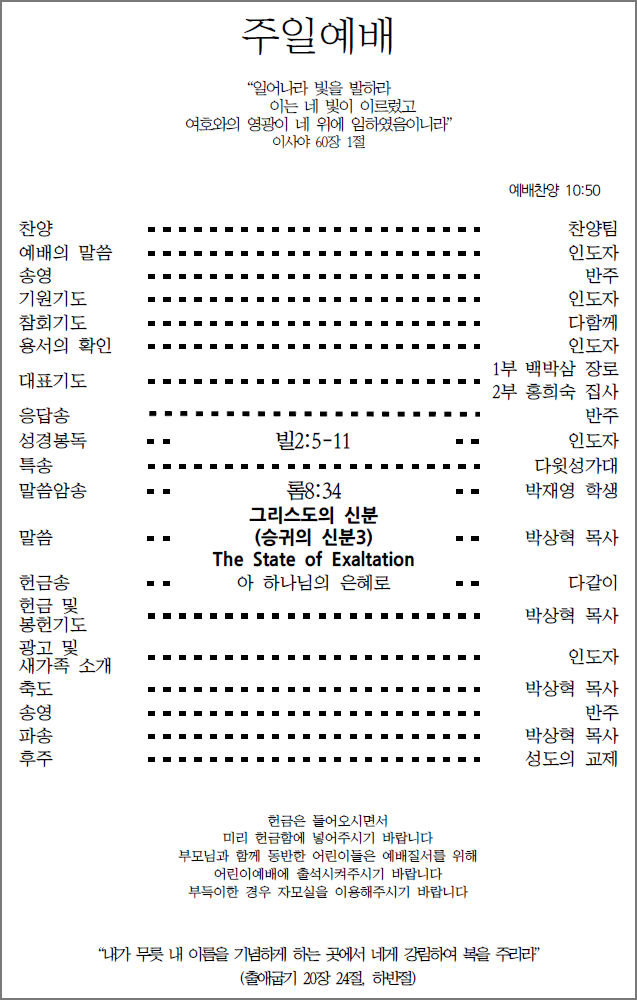 주일예배
“일어나라 빛을 발하라
이는 네 빛이 이르렀고
여호와의 영광이 네 위에 임하였음이니라”
이사야 60장 1절
예배찬양 10:50
찬양 찬양팀
예배의 말씀 인도자
송영 반주
기원기도 인도자
참회기도 다함께
용서의 확인 인도자
대표기도 1부 백박삼 장로
2부 홍희숙 집사
응답송 반주
성경봉독 빌2:5-11 인도자
특송 다윗성가대
말씀암송 롬8:34 박재영 학생
그리스도의 신분
말씀 (승귀의 신분3) 박상혁 목사
The State of Exaltation
헌금송 아 하나님의 은혜로 다같이
헌금 및
봉헌기도 박상혁 목사
광고 및
새가족 소개 인도자
축도 박상혁 목사
송영 반주
파송 박상혁 목사
후주 성도의 교제
헌금은 들어오시면서
미리 헌금함에 넣어주시기 바랍니다
부모님과 함께 동반한 어린이들은 예배질서를 위해
어린이예배에 출석시켜주시기 바랍니다
부득이한 경우 자모실을 이용해주시기 바랍니다
“내가 무릇 내 이름을 기념하게 하는 곳에서 네게 강림하여 복을 주리라”
(출애굽기 20장 24절, 하반절)